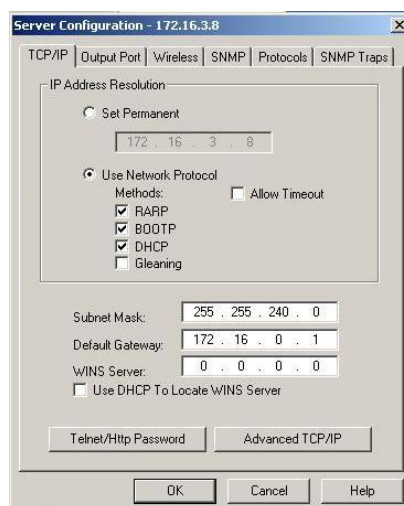 Server Configuration - 172.16.3.8
TCP/IP Output Port Wireless SNMP Protocols SNMP Traps
IP Address Resolution
Set Permanent
172 . 16 . 3 . 8
Use Network Protocol
Methods: Allow Timeout
RARP
BOOTP
DHCP
Gleaning
Subnet Mask: 255 . 255 . 240 . 0
Default Gateway: 172 . 16 . 0 . 1
WINS Server: 0 . 0 . 0 . 0
Use DHCP To Locate WINS Server
Telnet/Http Password Advanced TCP/IP
OK Cancel Help